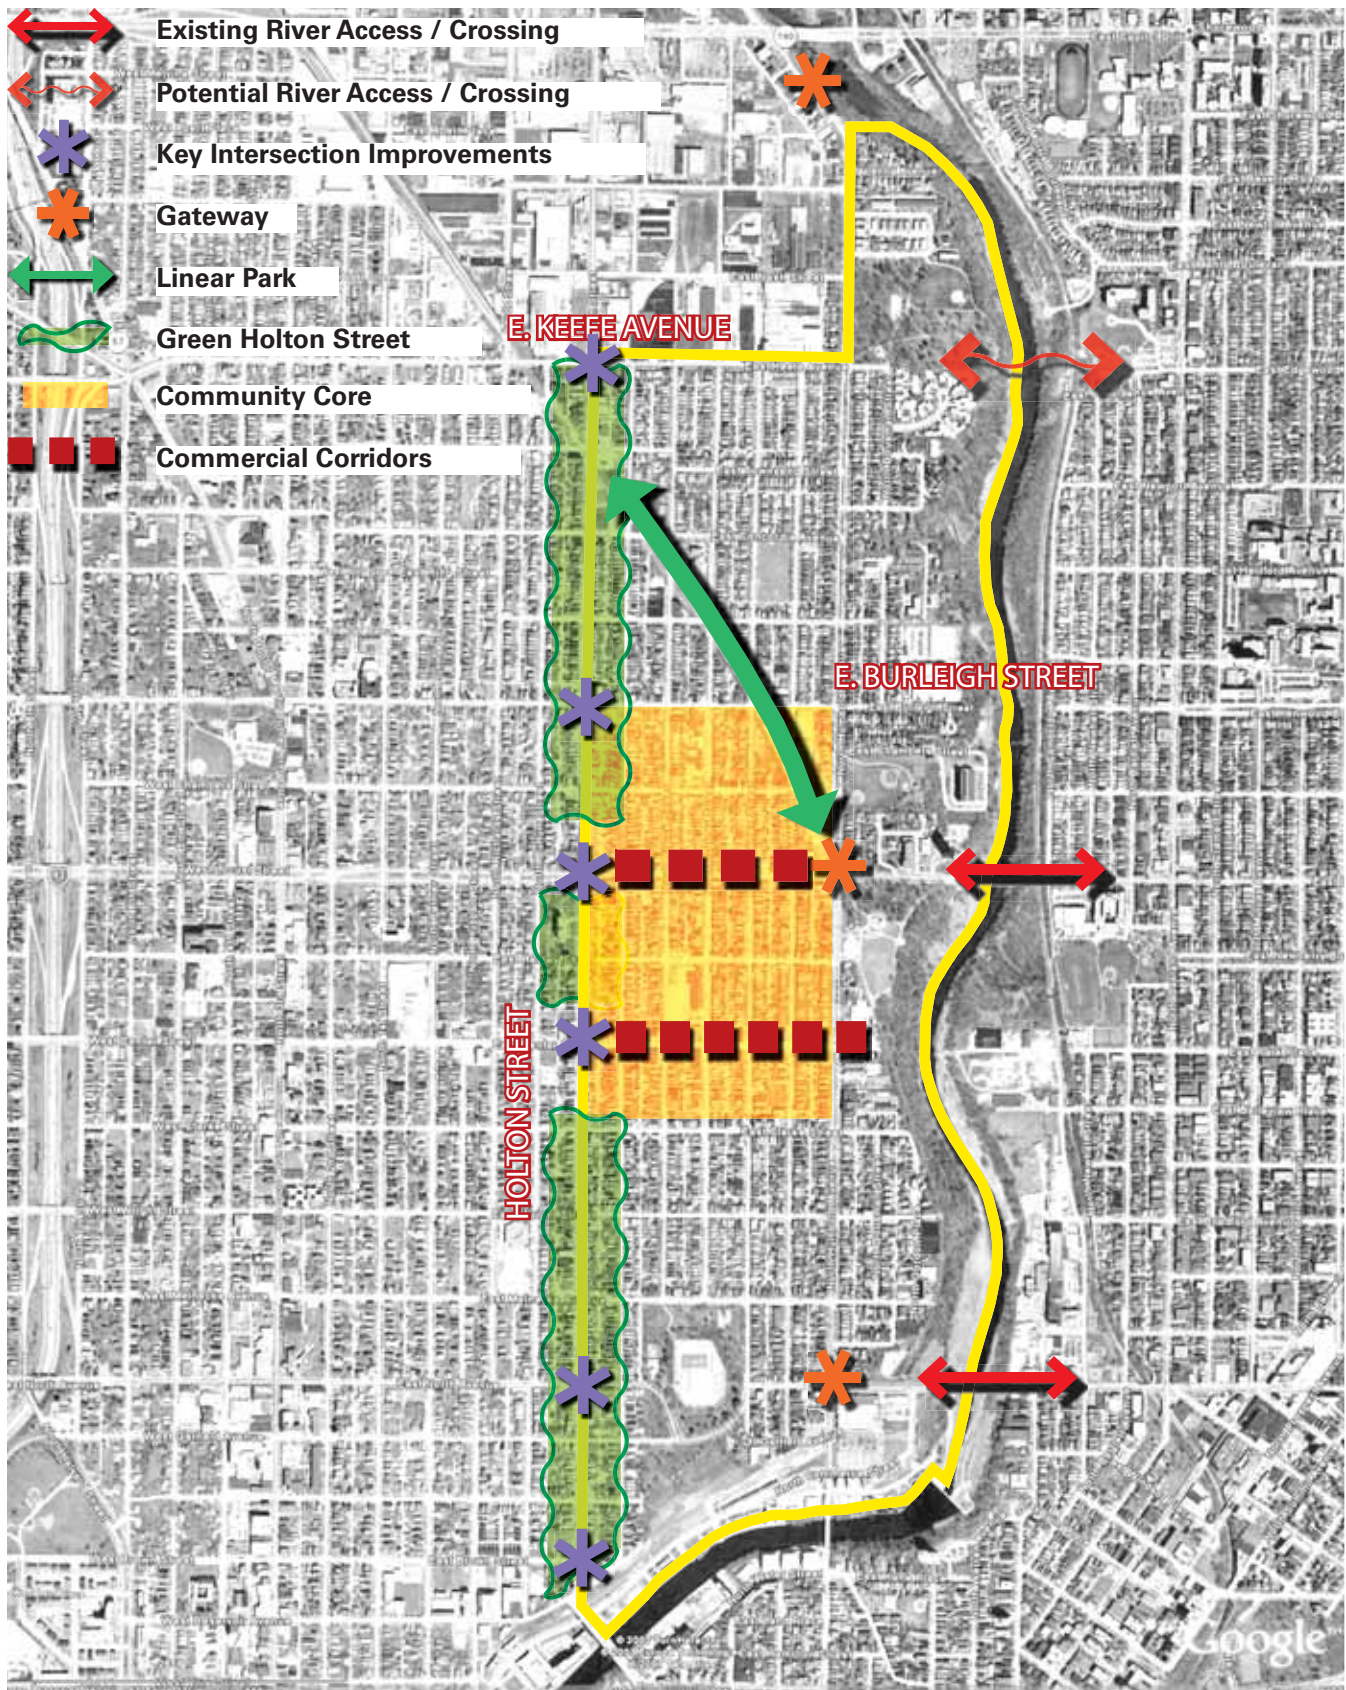 Existing River Access / Crossing
Potential River Access / Crossing
Key Intersection Improvements
Gateway
Linear Park
Green Holton Street
Community Core
Commercial Corridors
E. KEEFE AVENUE
E. BURLEIGH STREET
HOLTON STREET
Google